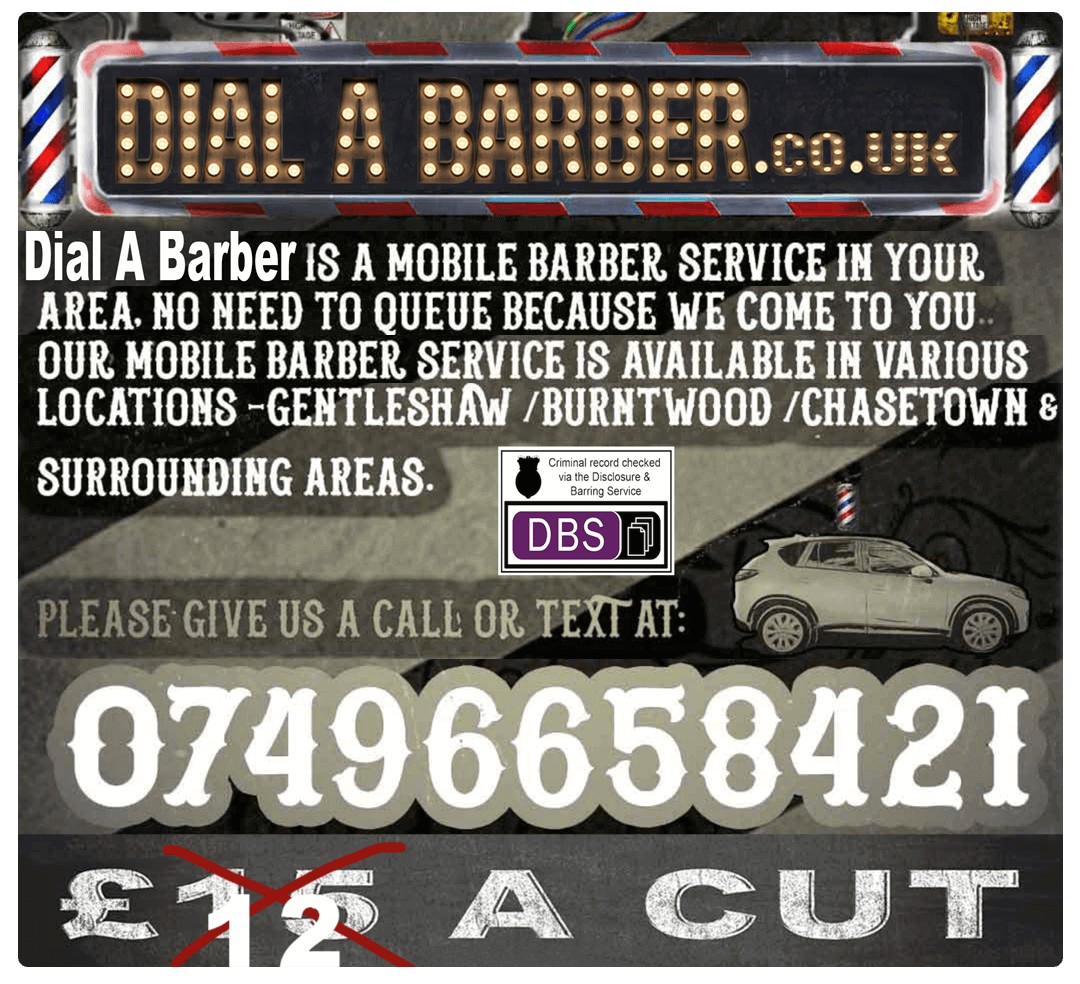 DIAL A BARBER.CO.UK
Dial A Barber IS A MOBILE BARBER SERVICE IN YOUR
AREA. NO NEED TO QUEUE BECAUSE WE COME TO YOU..
OUR MOBILE BARBER SERVICE IS AVAILABLE IN VARIOUS
LOCATIONS -GENTLESHAW /BURNTWOOD /CHASETOWN &
SURROUNDING AREAS.
Criminal record checked
via the Disclosure &
Barring Service
DBS
PLEASE GIVE US A CALL OR TEXT AT:
07496658421
£15 A CUT
12